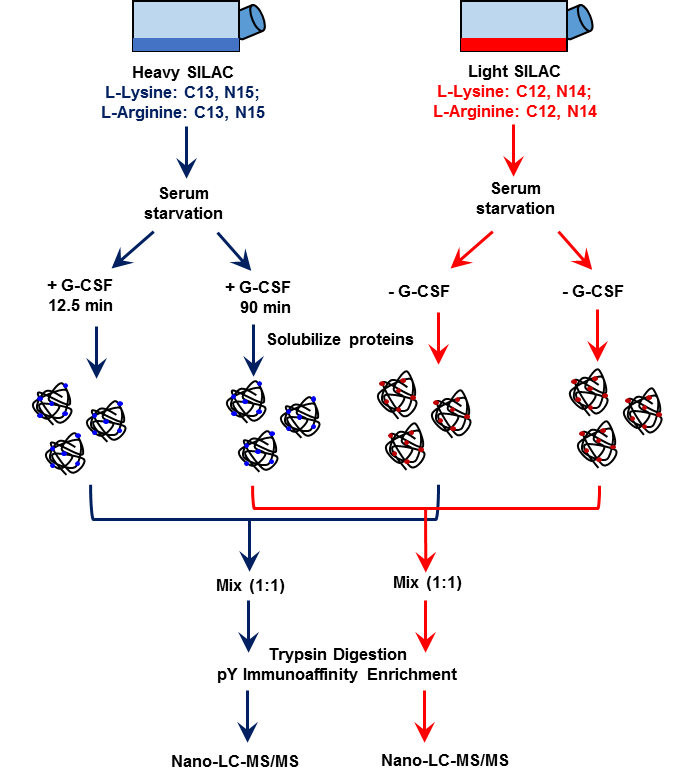 Heavy SILAC
L-Lysine: C13, N15;
L-Arginine: C13, N15
Light SILAC
L-Lysine: C12, N14;
L-Arginine: C12, N14
Serum
starvation
Serum
starvation
+ G-CSF
12.5 min
+ G-CSF
90 min
- G-CSF
- G-CSF
Solubilize proteins
Mix (1:1)
Mix (1:1)
Trypsin Digestion
pY Immunoaffinity Enrichment
Nano-LC-MS/MS
Nano-LC-MS/MS